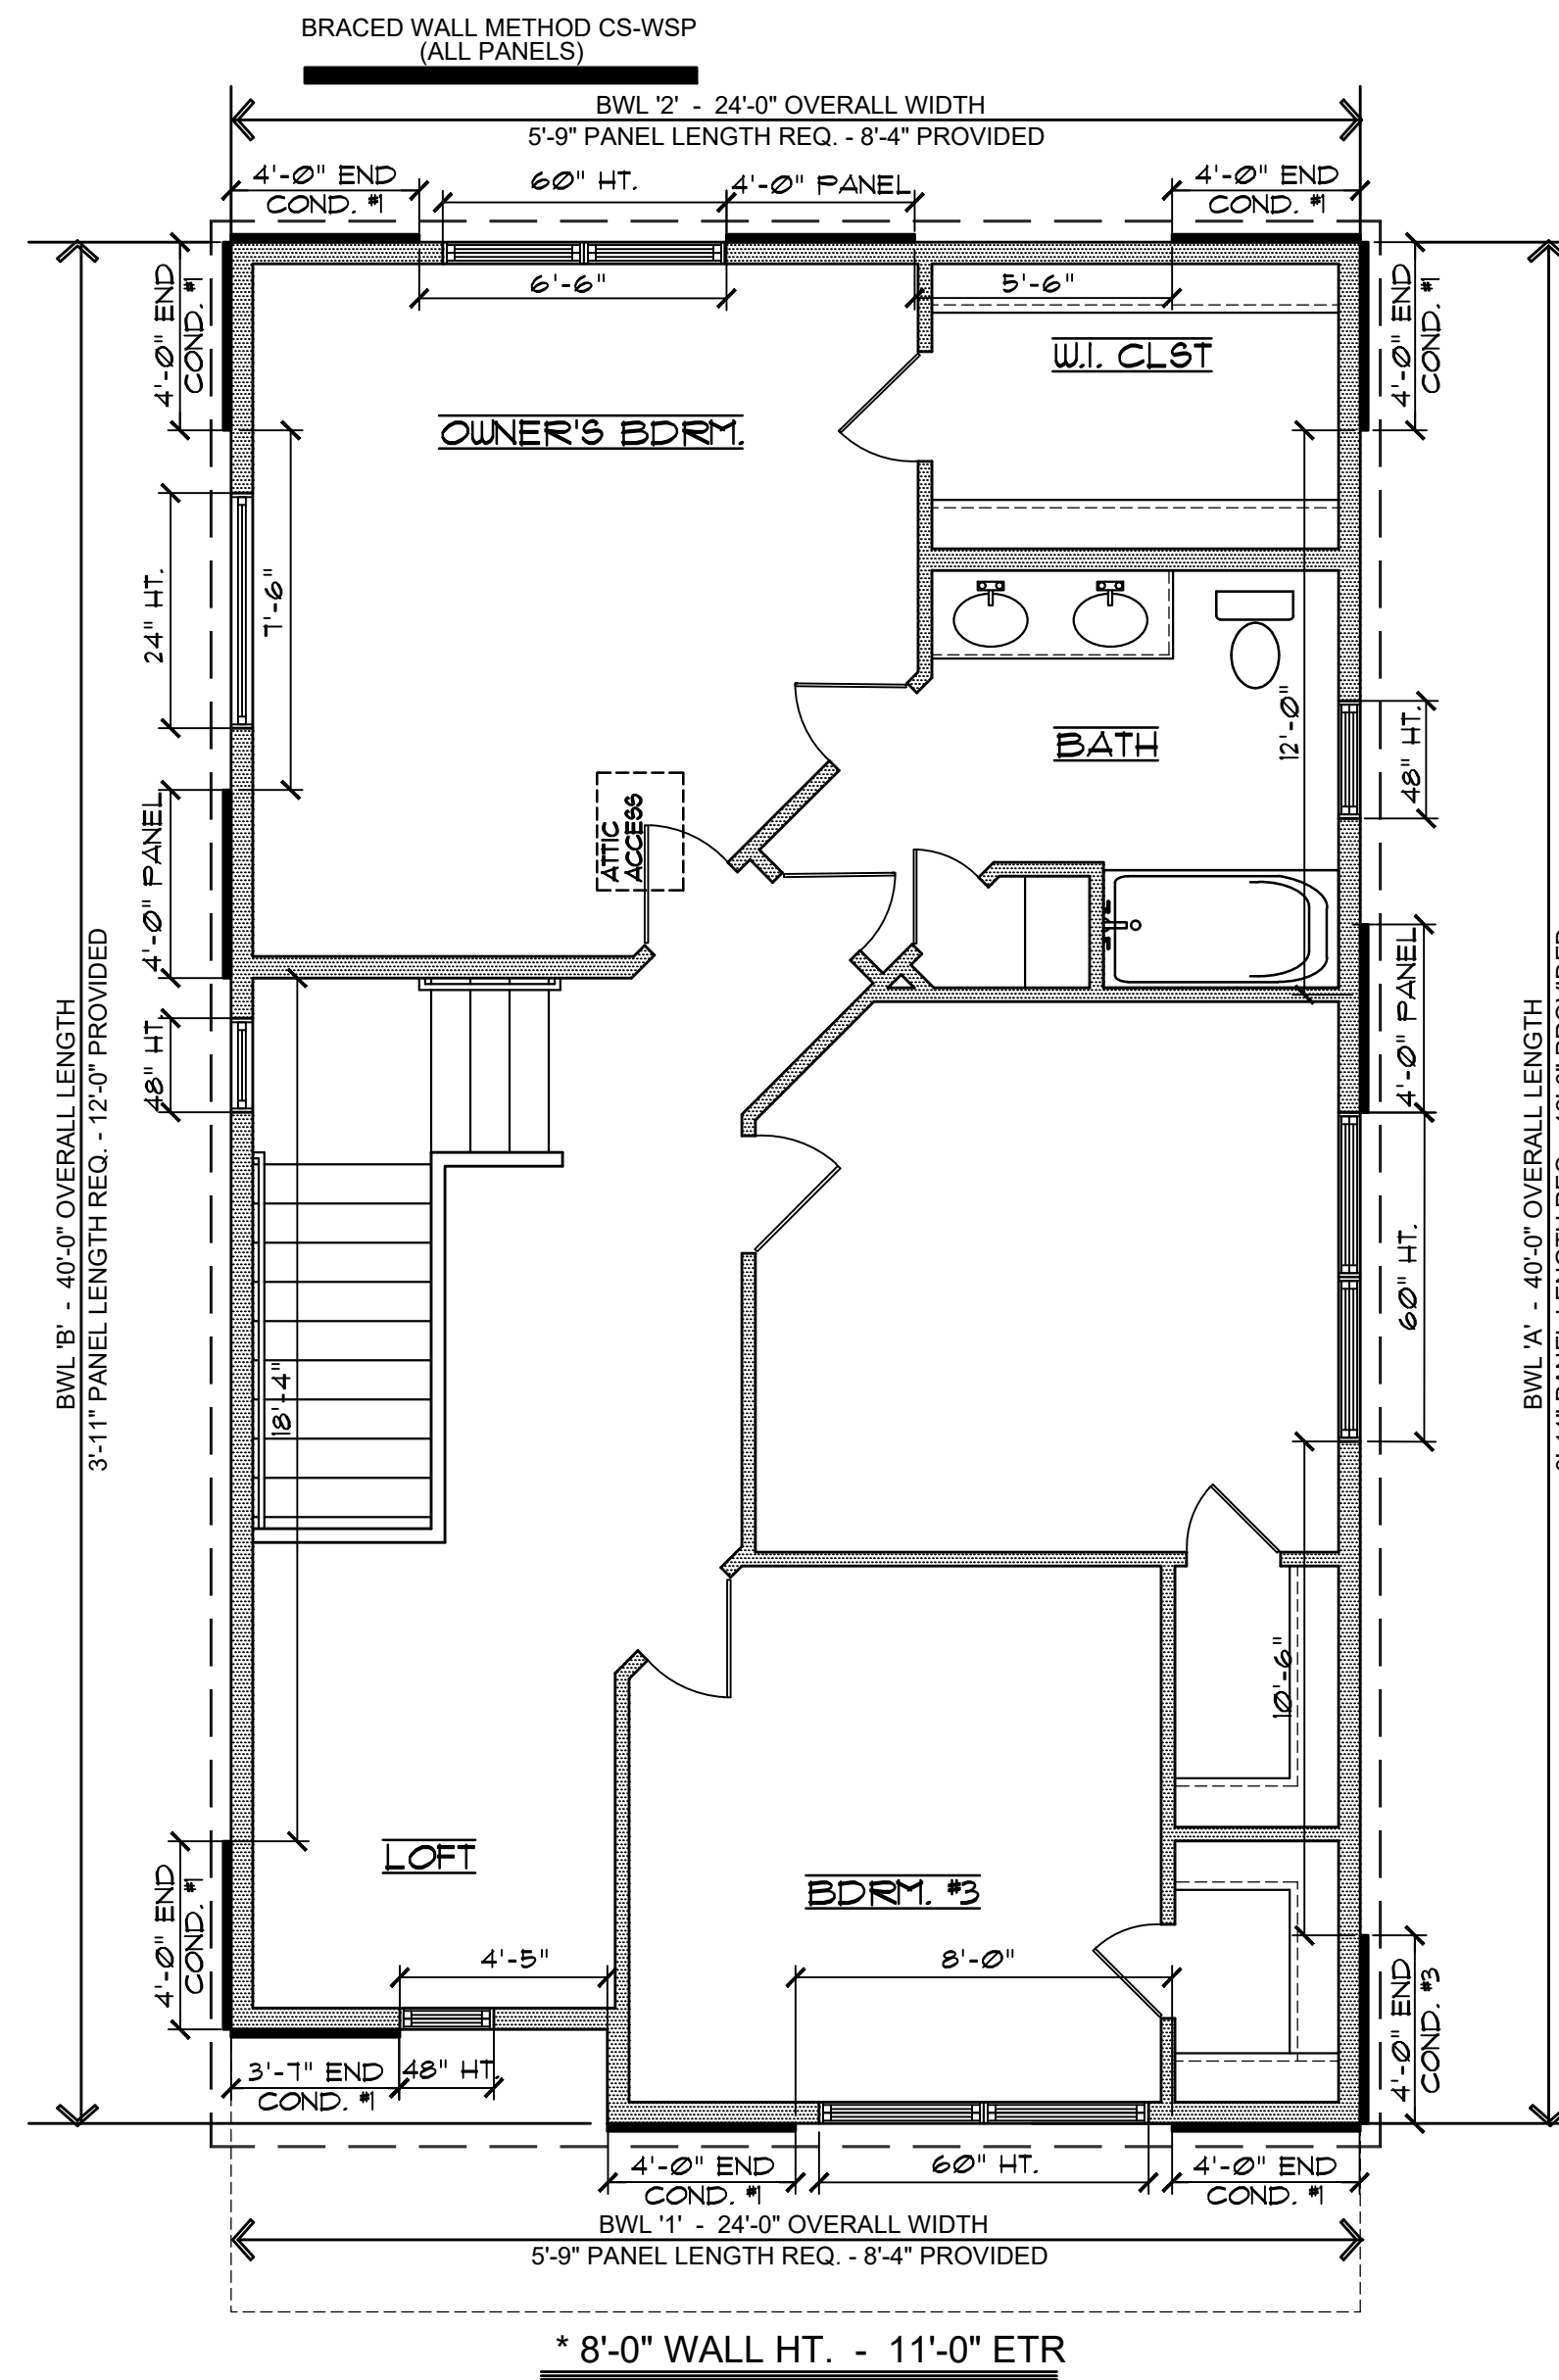 BRACED WALL METHOD CS-WSP
(ALL PANELS)
BWL '2' - 24'-0" OVERALL WIDTH
5'-9" PANEL LENGTH REQ. - 8'-4" PROVIDED
4'-0" END
COND. #1
60" HT.
4'-0" PANEL
4'-0" END
COND. #1
6'-6"
5'-6"
4'-0" END
COND. #1
4'-0" END
COND. #1
W.I. CLST
OWNER'S BDRM.
24" HT.
7'-6"
12'-0"
48" HT.
BATH
ATTIC
ACCESS
4'-0" PANEL
4'-0" PANEL
48" HT.
BWL 'B' - 40'-0" OVERALL LENGTH
3'-11" PANEL LENGTH REQ. - 12'-0" PROVIDED
BWL 'A' - 40'-0" OVERALL LENGTH
60" HT.
18'-4"
10'-6"
LOFT
BDRM. #3
4'-0" END
COND. #1
4'-5"
8'-0"
4'-0" END
COND. #3
3'-7" END
COND. #1
48" HT.
4'-0" END
COND. #1
60" HT.
4'-0" END
COND. #1
BWL '1' - 24'-0" OVERALL WIDTH
5'-9" PANEL LENGTH REQ. - 8'-4" PROVIDED
* 8'-0" WALL HT. - 11'-0" ETR